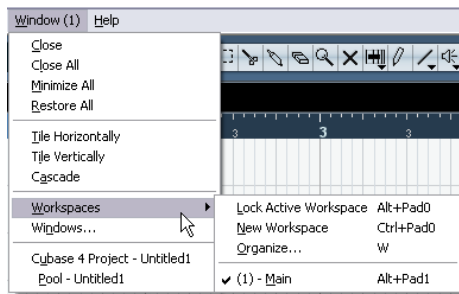 Window (1) Help
Close
Close All
Minimize All
Restore All
3 3 3
Tile Horizontally
Tile Vertically
Cascade
Workspaces
Lock Active Workspace Alt+Pad0
Windows...
New Workspace Ctrl+Pad0
Organize... W
Cubase 4 Project - Untitled1
Pool - Untitled1
✓ (1) - Main Alt+Pad1